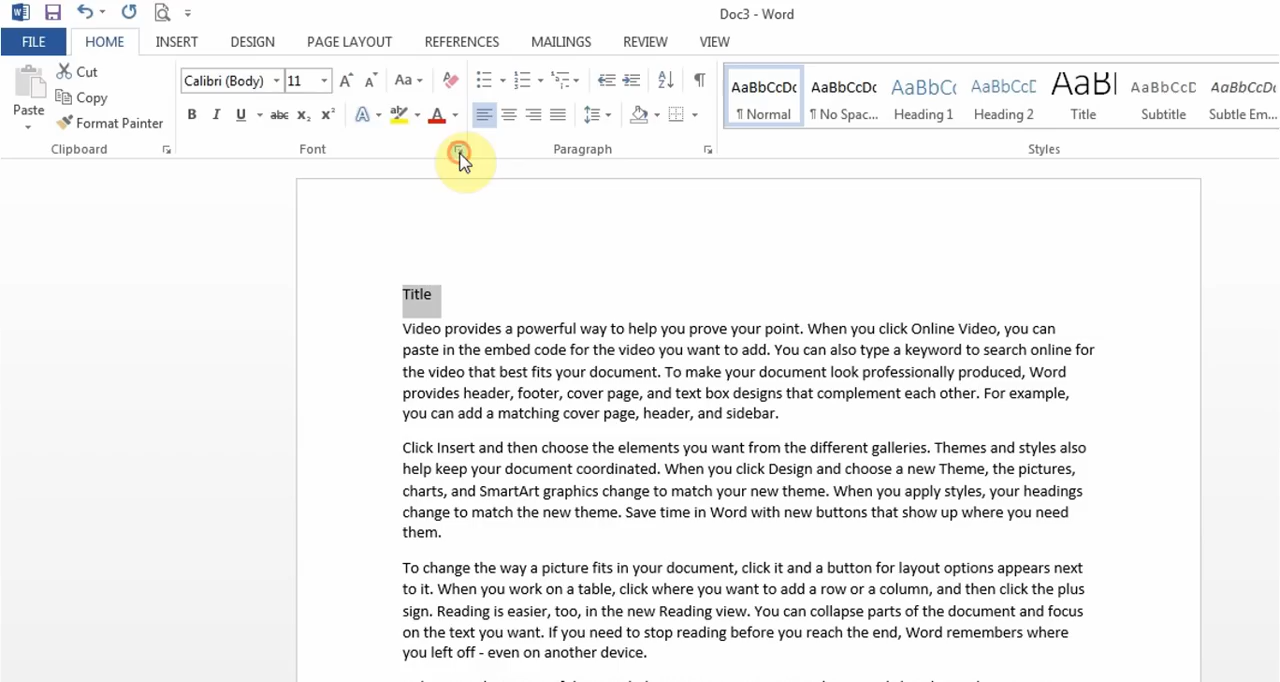 Doc3 - Word
FILE HOME INSERT DESIGN PAGE LAYOUT REFERENCES MAILINGS REVIEW VIEW
Paste
Cut
Copy
Format Painter
Clipboard
Calibri (Body) 11
Aa
B I U abc X₂ X² A ab A
Font
Paragraph
AaBbCcDc AaBbCcDc AaBbCc AaBbCcD AaBl AaBbCcD AaBbCcDc
¶ Normal ¶ No Spac... Heading 1 Heading 2 Title Subtitle Subtle Em...
Styles
Title
Video provides a powerful way to help you prove your point. When you click Online Video, you can
paste in the embed code for the video you want to add. You can also type a keyword to search online for
the video that best fits your document. To make your document look professionally produced, Word
provides header, footer, cover page, and text box designs that complement each other. For example,
you can add a matching cover page, header, and sidebar.
Click Insert and then choose the elements you want from the different galleries. Themes and styles also
help keep your document coordinated. When you click Design and choose a new Theme, the pictures,
charts, and SmartArt graphics change to match your new theme. When you apply styles, your headings
change to match the new theme. Save time in Word with new buttons that show up where you need
them.
To change the way a picture fits in your document, click it and a button for layout options appears next
to it. When you work on a table, click where you want to add a row or a column, and then click the plus
sign. Reading is easier, too, in the new Reading view. You can collapse parts of the document and focus
on the text you want. If you need to stop reading before you reach the end, Word remembers where
you left off - even on another device.